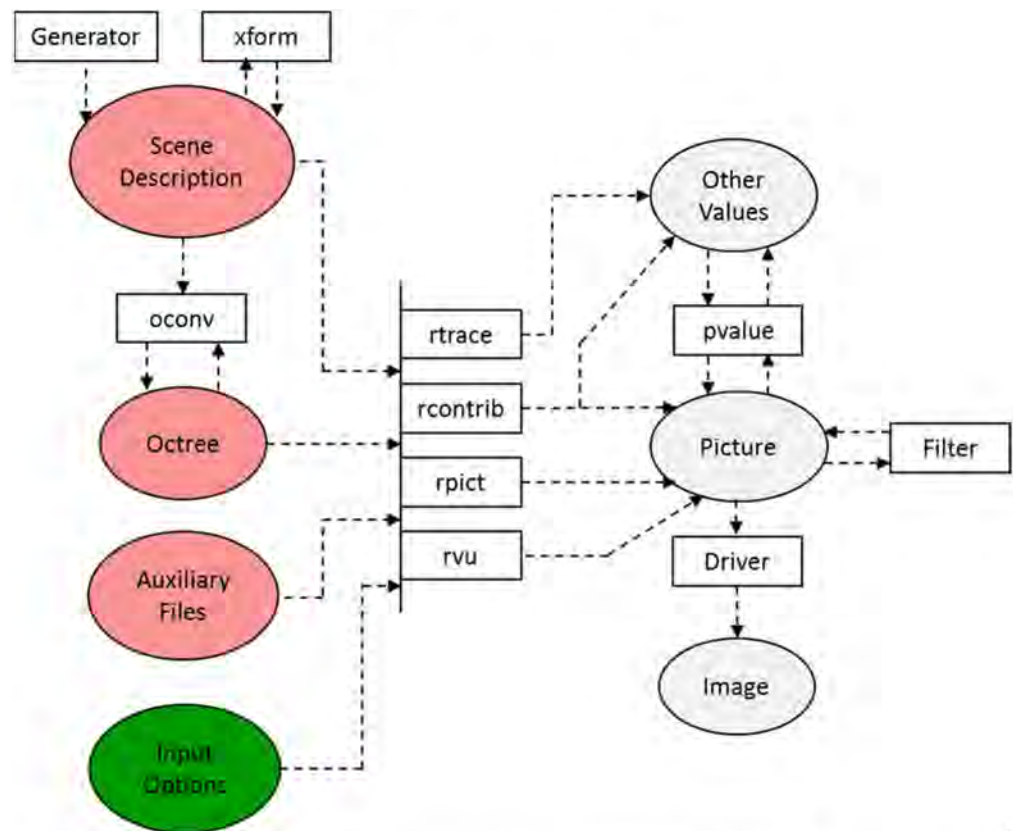 Generator
xform
Scene
Description
oconv
Octree
Auxiliary
Files
Input
Options
rtrace
rcontrib
rpict
rvu
Other
Values
pvalue
Picture
Filter
Driver
Image